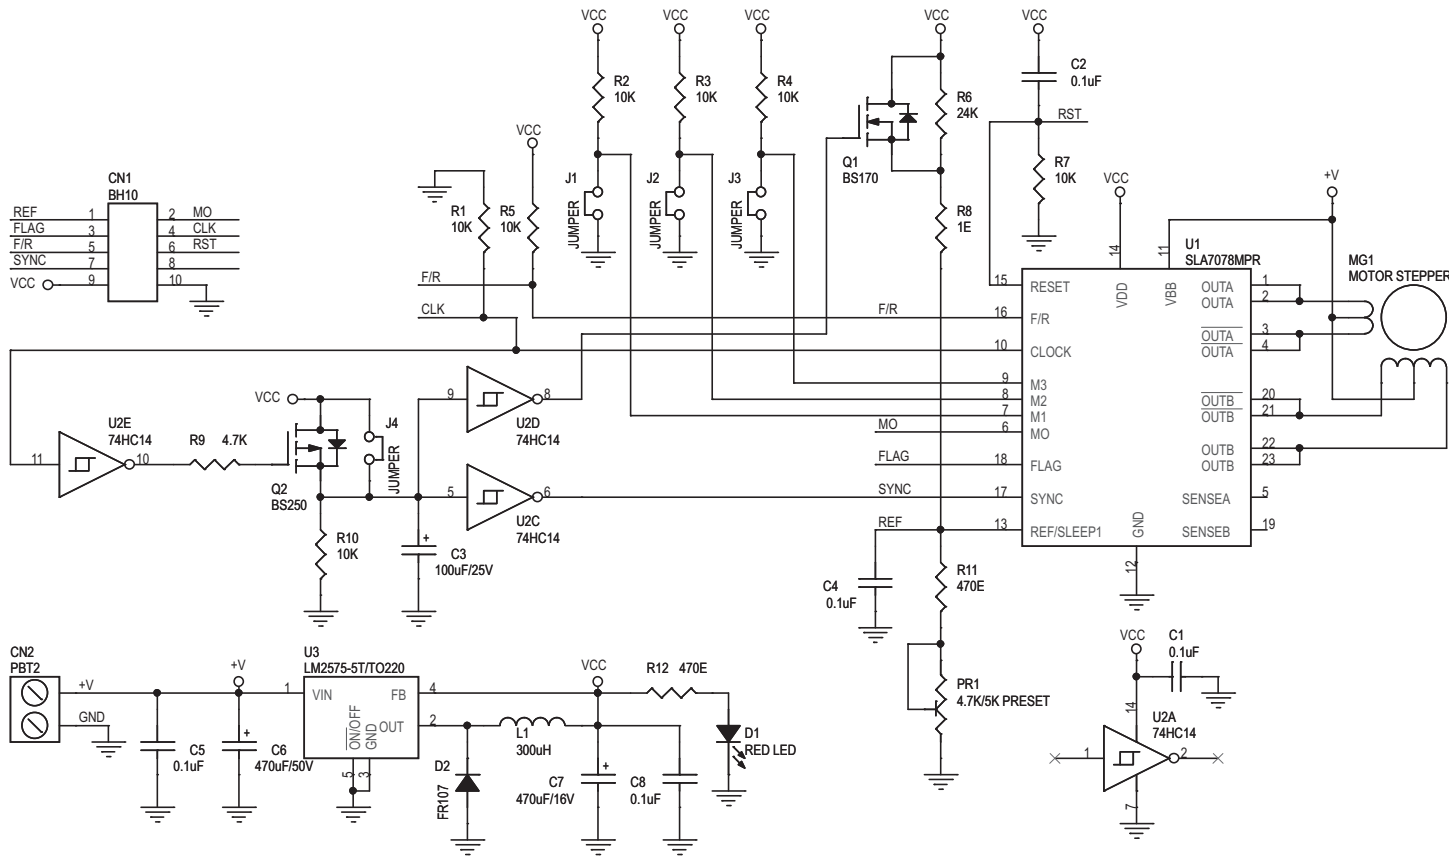 VCC
VCC
VCC
VCC
VCC
R2
10K
R3
10K
R4
10K
C2
0.1uF
R6
24K
RST
VCC
Q1
BS170
R7
10K
VCC
+V
CN1
BH10
J1
JUMPER
J2
JUMPER
J3
JUMPER
R1
10K
R5
10K
R8
1E
REF
1
2
MO
FLAG
3
4
CLK
F/R
5
6
RST
SYNC
7
8
VCC
9
10
14
11
U1
SLA7078MPR
MG1
MOTOR STEPPER
F/R
CLK
F/R
15
RESET
16
F/R
10
CLOCK
9
M3
8
M2
7
M1
MO
6
MO
FLAG
18
FLAG
SYNC
17
SYNC
REF
13
REF/SLEEP1
VDD
VBB
GND
12
OUTA
1
OUTA
2
OUTA
3
OUTA
4
OUTB
20
OUTB
21
OUTB
22
OUTB
23
SENSEA
5
SENSEB
19
VCC
J4
JUMPER
U2E
74HC14
11
10
R9
4.7K
Q2
BS250
9
8
U2D
74HC14
5
6
U2C
74HC14
R10
10K
+
C3
100uF/25V
C4
0.1uF
R11
470E
PR1
4.7K/5K PRESET
VCC
C1
0.1uF
14
U2A
74HC14
1
2
7
CN2
PBT2
+V
GND
+V
U3
LM2575-5T/TO220
1
VIN
FB
4
OUT
2
ON/OFF
GND
5
3
C5
0.1uF
+
C6
470uF/50V
VCC
R12
470E
L1
300uH
D2
FR107
+
C7
470uF/16V
C8
0.1uF
D1
RED LED